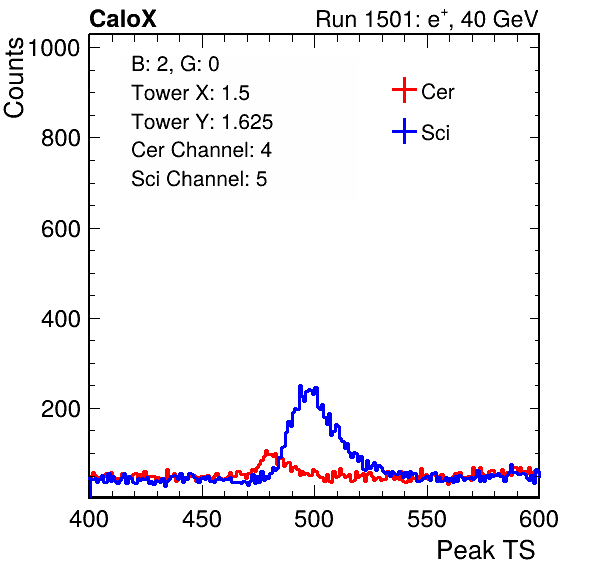 CaloX Run 1501: e⁺, 40 GeV
Counts
1000
800
600
400
200
B: 2, G: 0
Tower X: 1.5
Tower Y: 1.625
Cer Channel: 4
Sci Channel: 5
Cer
Sci
400 450 500 550 600
Peak TS